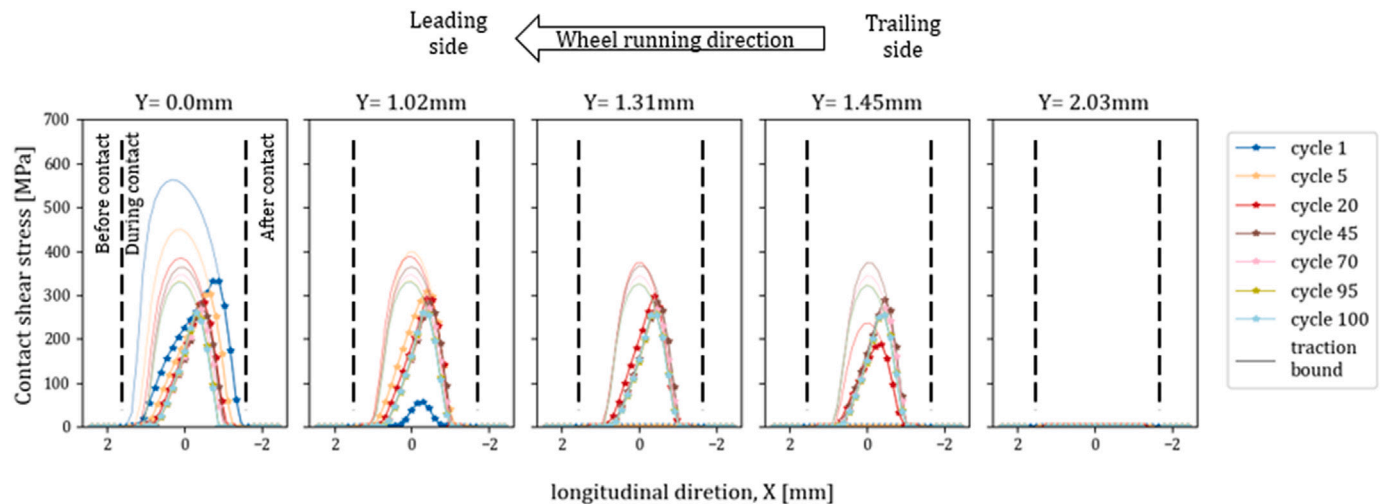 Leading
side
Wheel running direction
Trailing
side
Y= 0.0mm
Y= 1.02mm
Y= 1.31mm
Y= 1.45mm
Y= 2.03mm
Contact shear stress [MPa]
700
600
500
400
300
200
100
0
Before contact
During contact
After contact
2
0
−2
2
0
−2
2
0
−2
2
0
−2
2
0
−2
longitudinal diretion, X [mm]
cycle 1
cycle 5
cycle 20
cycle 45
cycle 70
cycle 95
cycle 100
traction
bound